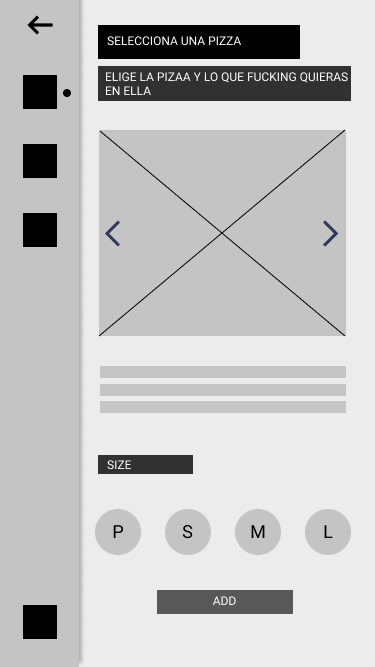 SELECCIONA UNA PIZZA
ELIGE LA PIZAA Y LO QUE FUCKING QUIERAS
EN ELLA
SIZE
P
S
M
L
ADD